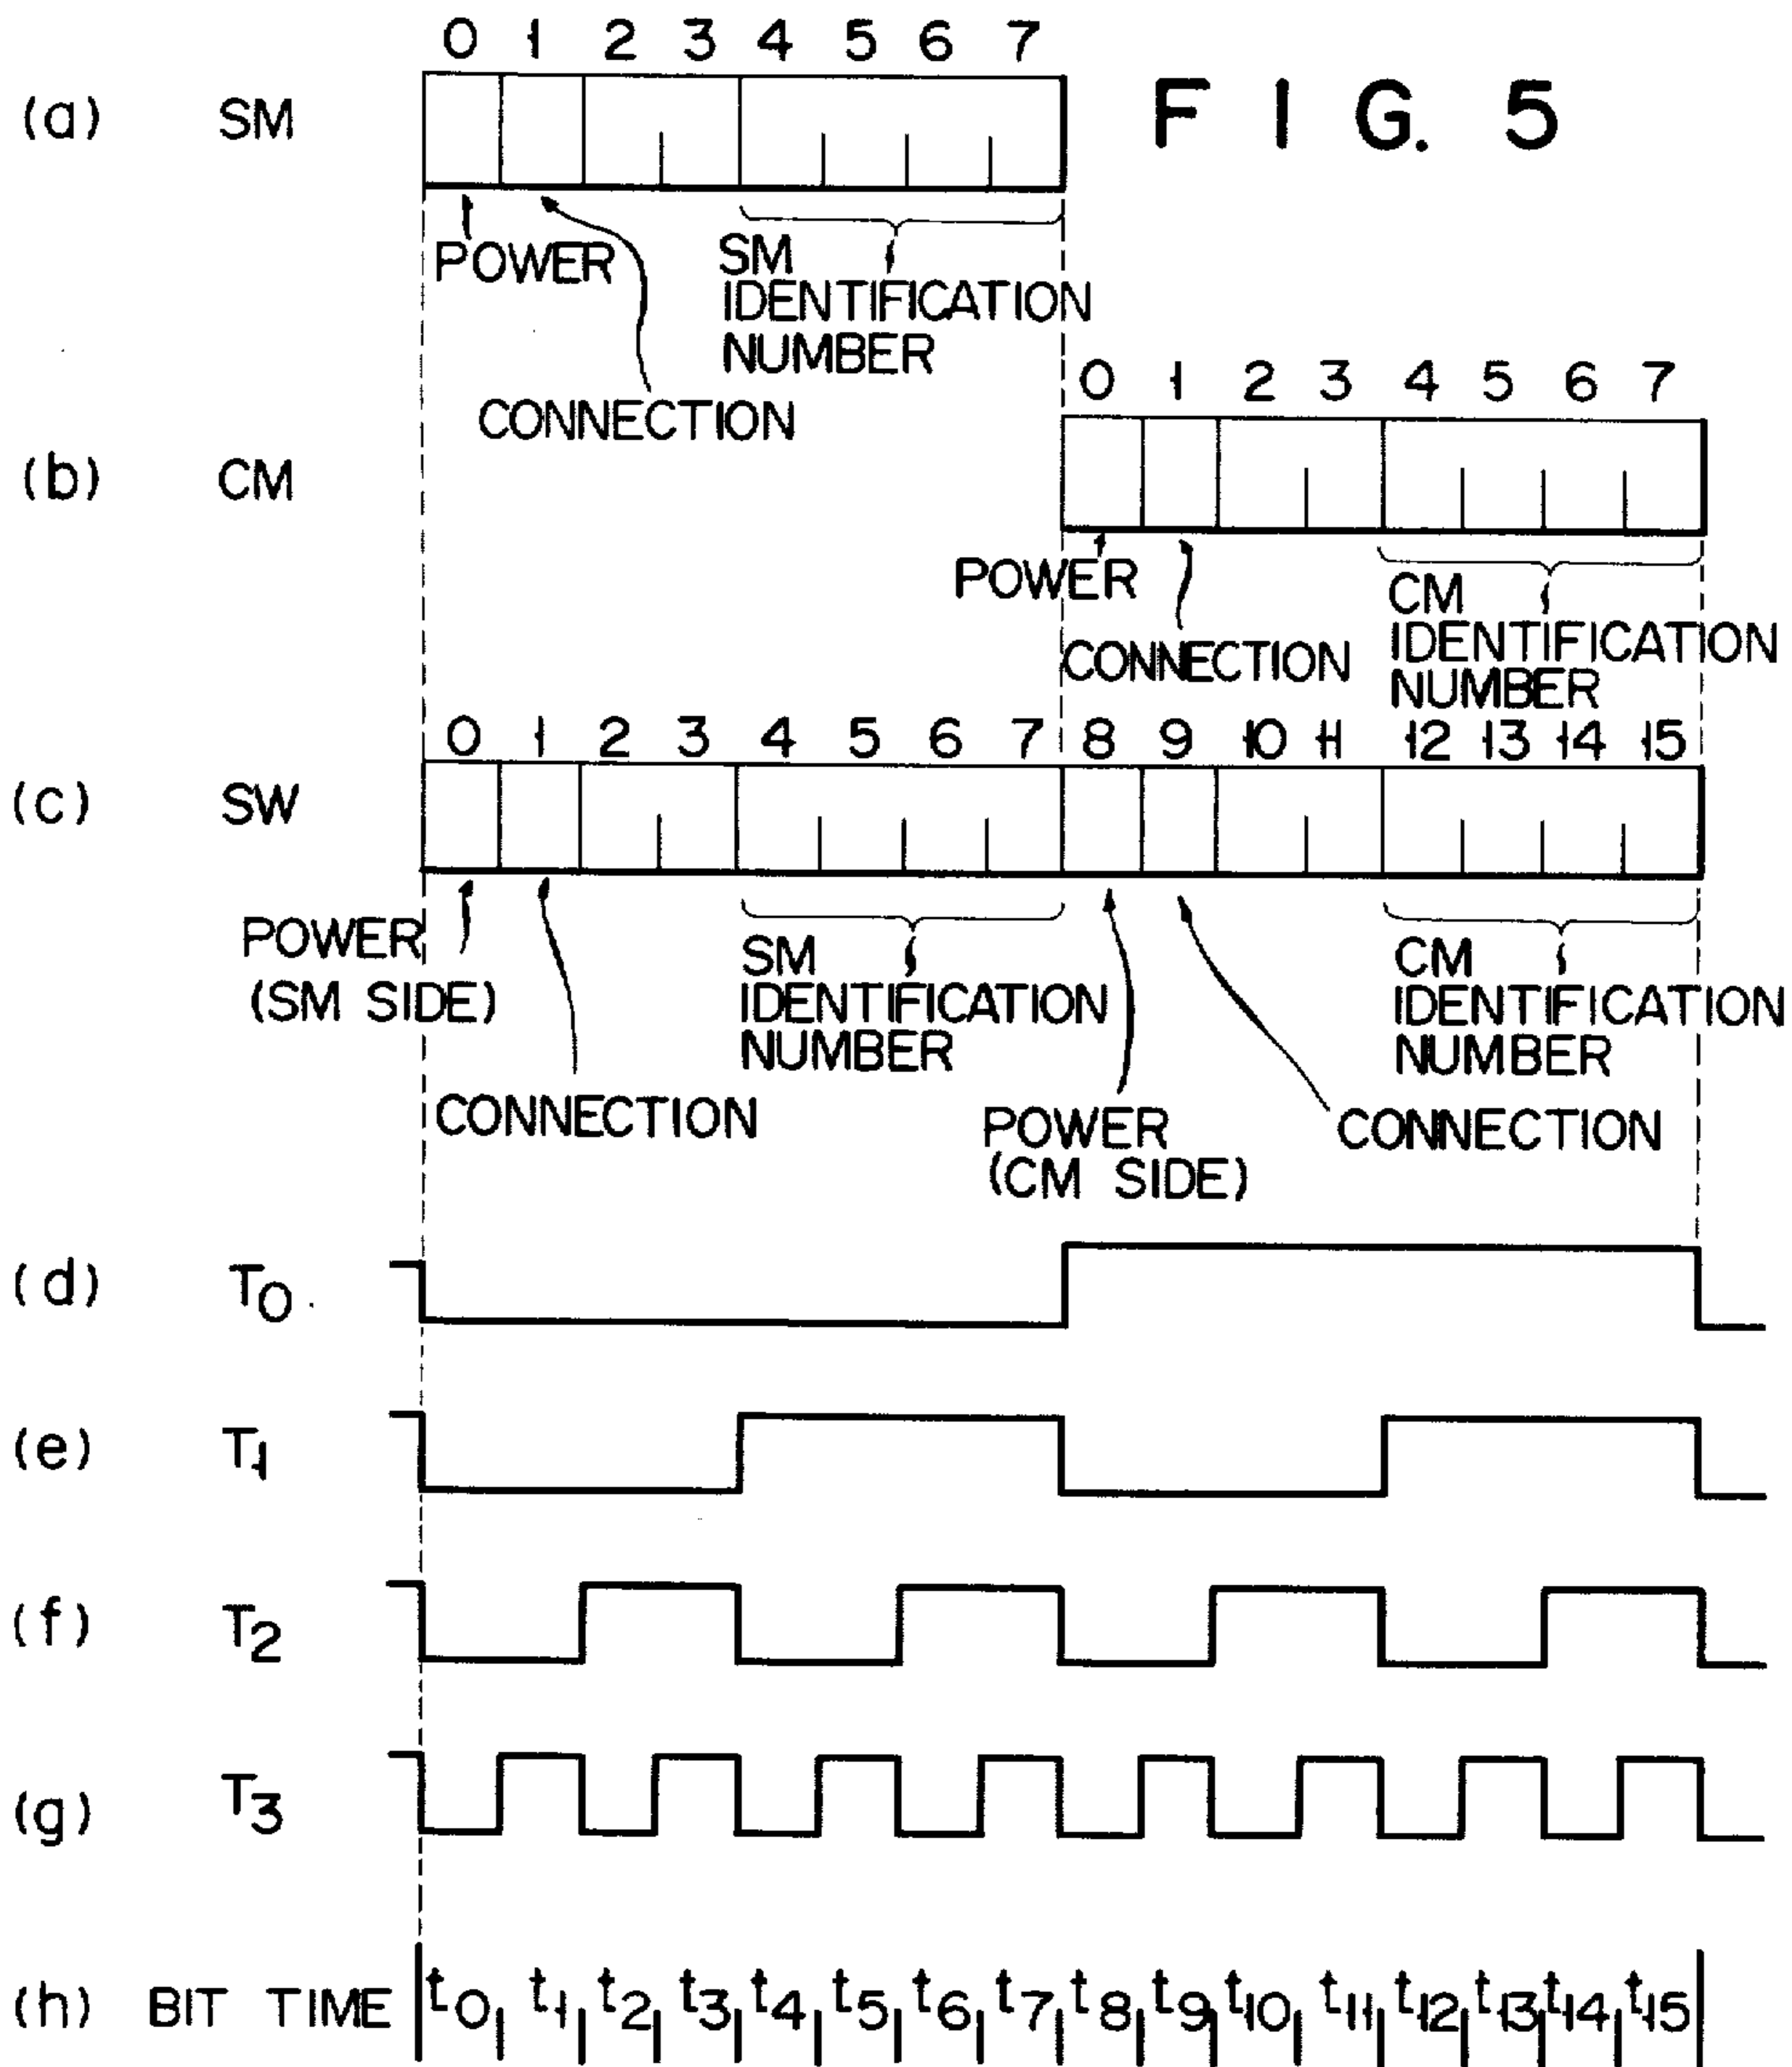 0 1 2 3 4 5 6 7
(a) SM
F I G. 5
POWER
SM
IDENTIFICATION
NUMBER
CONNECTION
0 1 2 3 4 5 6 7
(b) CM
POWER
CONNECTION
CM
IDENTIFICATION
NUMBER
0 1 2 3 4 5 6 7 8 9 10 11 12 13 14 15
(c) SW
POWER
(SM SIDE)
CONNECTION
SM
IDENTIFICATION
NUMBER
POWER
(CM SIDE)
CONNECTION
CM
IDENTIFICATION
NUMBER
(d) T0
(e) T1
(f) T2
(g) T3
(h) BIT TIME t0 t1 t2 t3 t4 t5 t6 t7 t8 t9 t10 t11 t12 t13 t14 t15